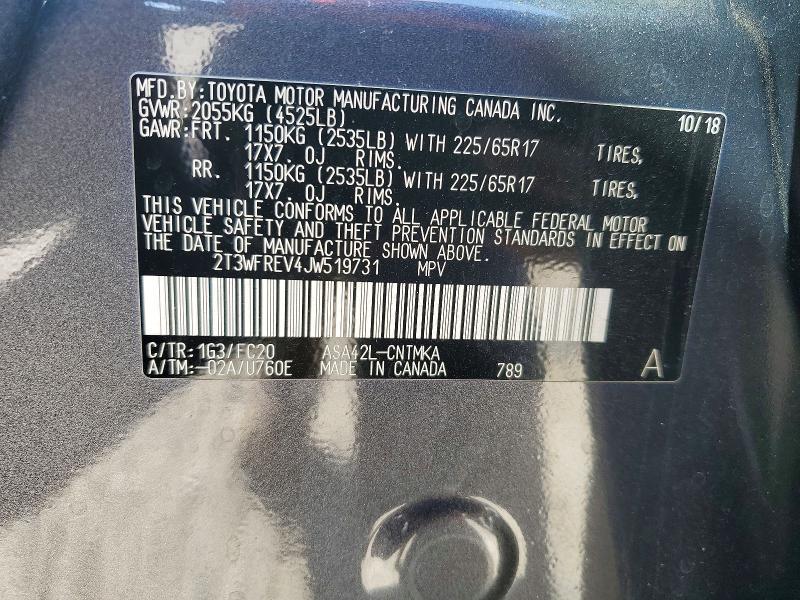 MFD.BY:TOYOTA MOTOR MANUFACTURING CANADA INC.
GVWR:2055KG (4525LB) 10/18
GAWR:FRT. 1150KG (2535LB) WITH 225/65R17 TIRES,
17X7. 0J RIMS.
RR. 1150KG (2535LB) WITH 225/65R17 TIRES,
17X7. 0J RIMS.
THIS VEHICLE CONFORMS TO ALL APPLICABLE FEDERAL MOTOR
VEHICLE SAFETY AND THEFT PREVENTION STANDARDS IN EFFECT ON
THE DATE OF MANUFACTURE SHOWN ABOVE.
2T3WFREV4JW519731 MPV
C/TR: 1G3/FC20 ASA42L-CNTMKA
A/TM:-02A/U760E MADE IN CANADA 789 A